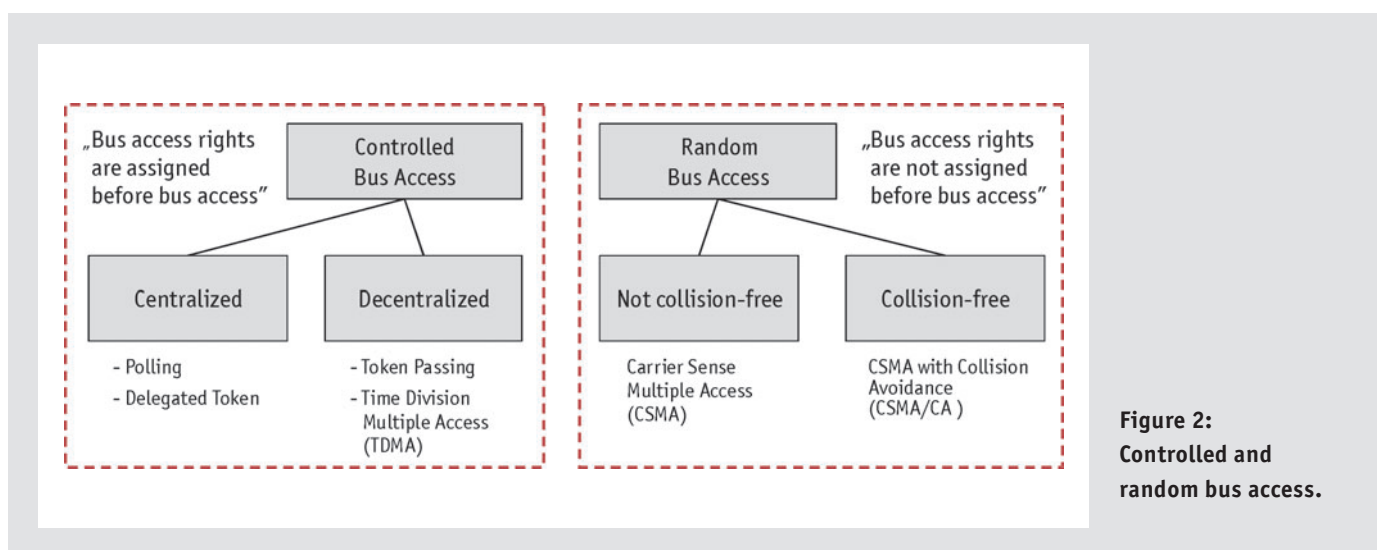 „Bus access rights
are assigned
before bus access”
Controlled
Bus Access
Centralized
- Polling
- Delegated Token
Decentralized
- Token Passing
- Time Division
Multiple Access
(TDMA)
Random
Bus Access
„Bus access rights
are not assigned
before bus access”
Not collision-free
Carrier Sense
Multiple Access
(CSMA)
Collision-free
CSMA with Collision
Avoidance
(CSMA/CA )
Figure 2:
Controlled and
random bus access.